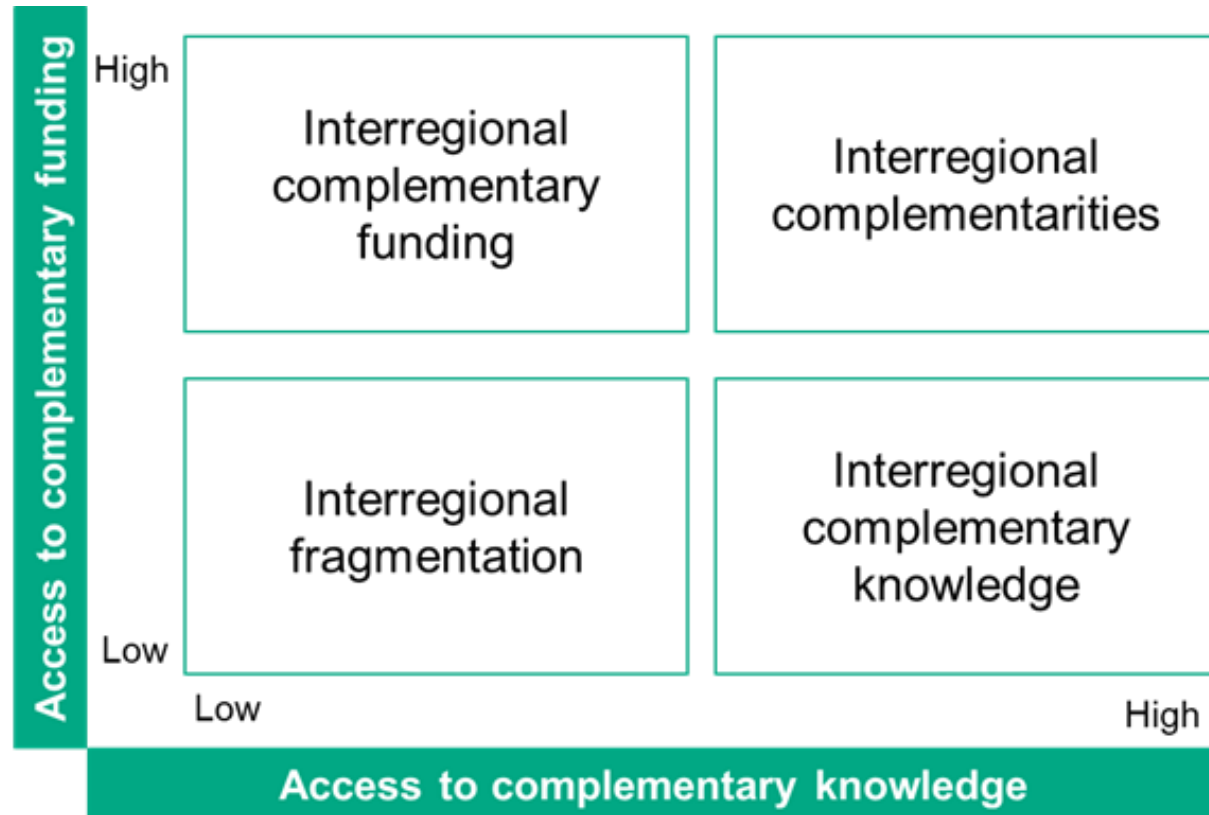 Access to complementary funding
High
Interregional
complementary
funding
Interregional
complementarities
Interregional
fragmentation
Interregional
complementary
knowledge
Low
Low
High
Access to complementary knowledge